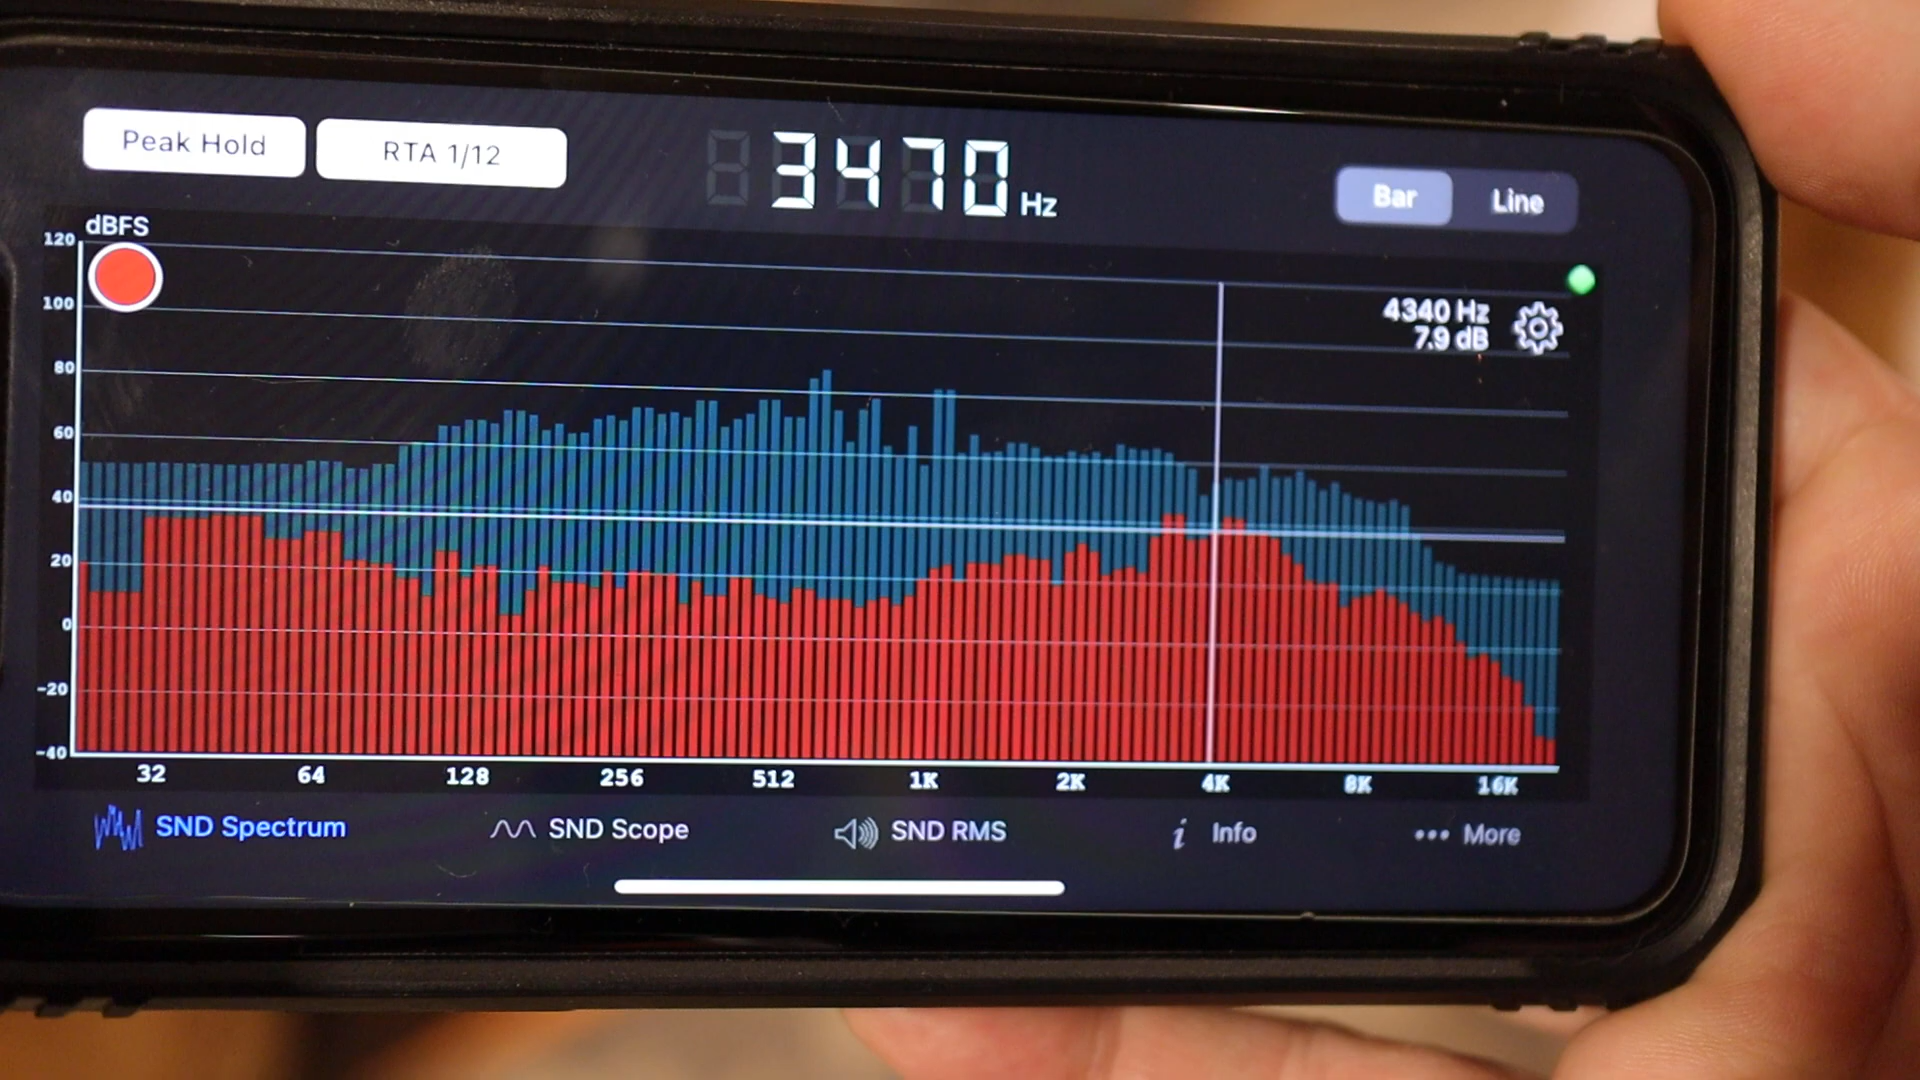 Peak Hold
RTA 1/12
3470 Hz
Bar
Line
dBFS
120
100
80
60
40
20
0
-20
-40
4340 Hz
7.9 dB
32 64 128 256 512 1K 2K 4K 8K 16K
SND Spectrum
SND Scope
SND RMS
i Info
More